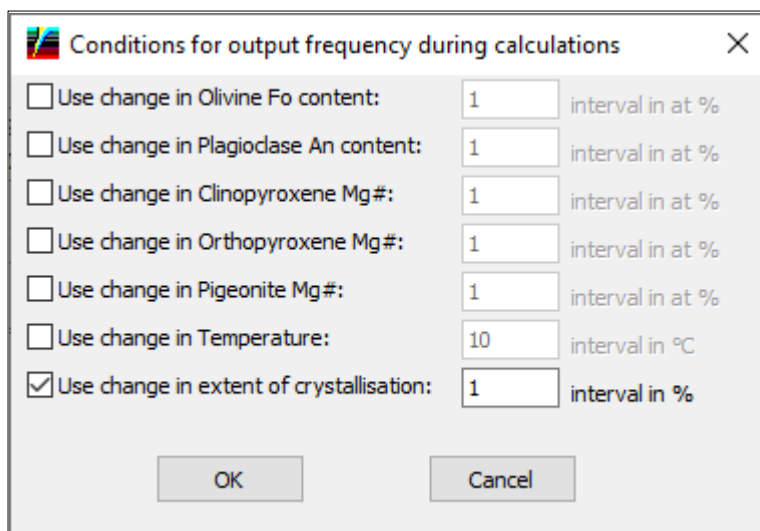 Conditions for output frequency during calculations
Use change in Olivine Fo content: 1 interval in at %
Use change in Plagioclase An content: 1 interval in at %
Use change in Clinopyroxene Mg#: 1 interval in at %
Use change in Orthopyroxene Mg#: 1 interval in at %
Use change in Pigeonite Mg#: 1 interval in at %
Use change in Temperature: 10 interval in °C
Use change in extent of crystallisation: 1 interval in %
OK Cancel